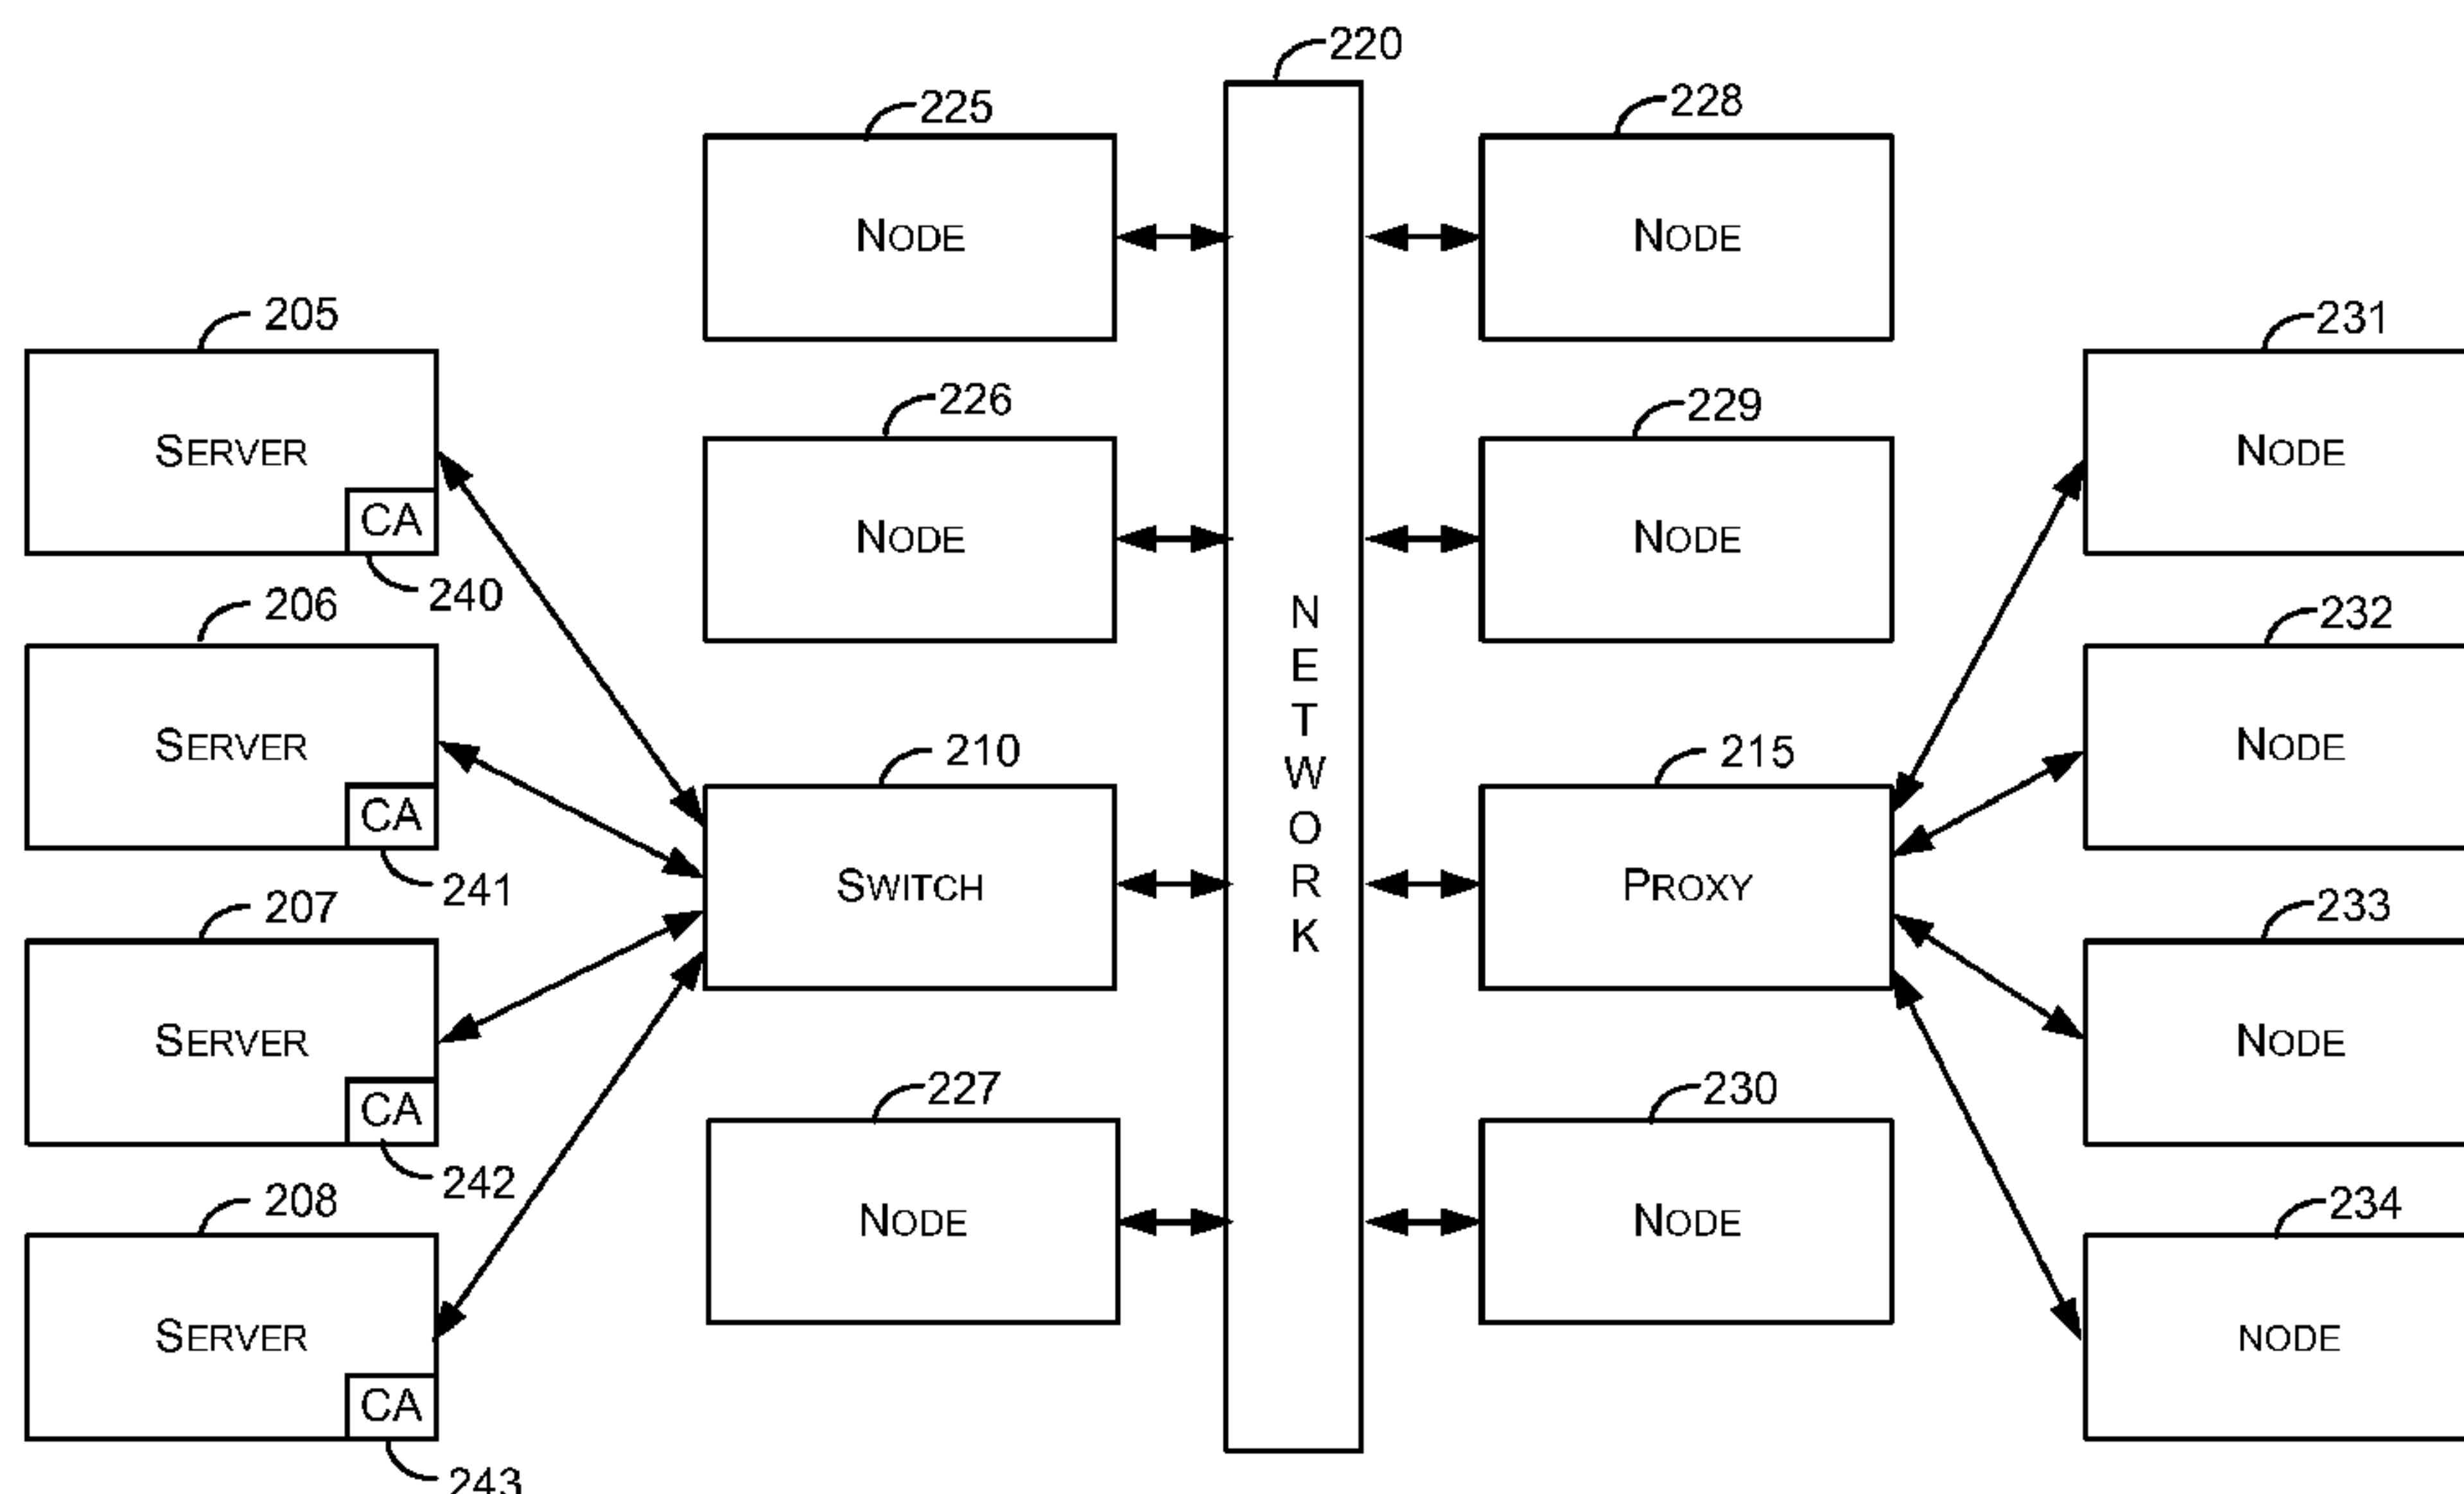 220
225
228
NODE
NODE
205
231
SERVER
CA
240
226
229
NODE
NODE
NODE
206
232
SERVER
CA
241
NETWORK
210
215
SWITCH
PROXY
NODE
207
233
SERVER
CA
242
227
230
NODE
NODE
NODE
208
234
SERVER
CA
243
NODE